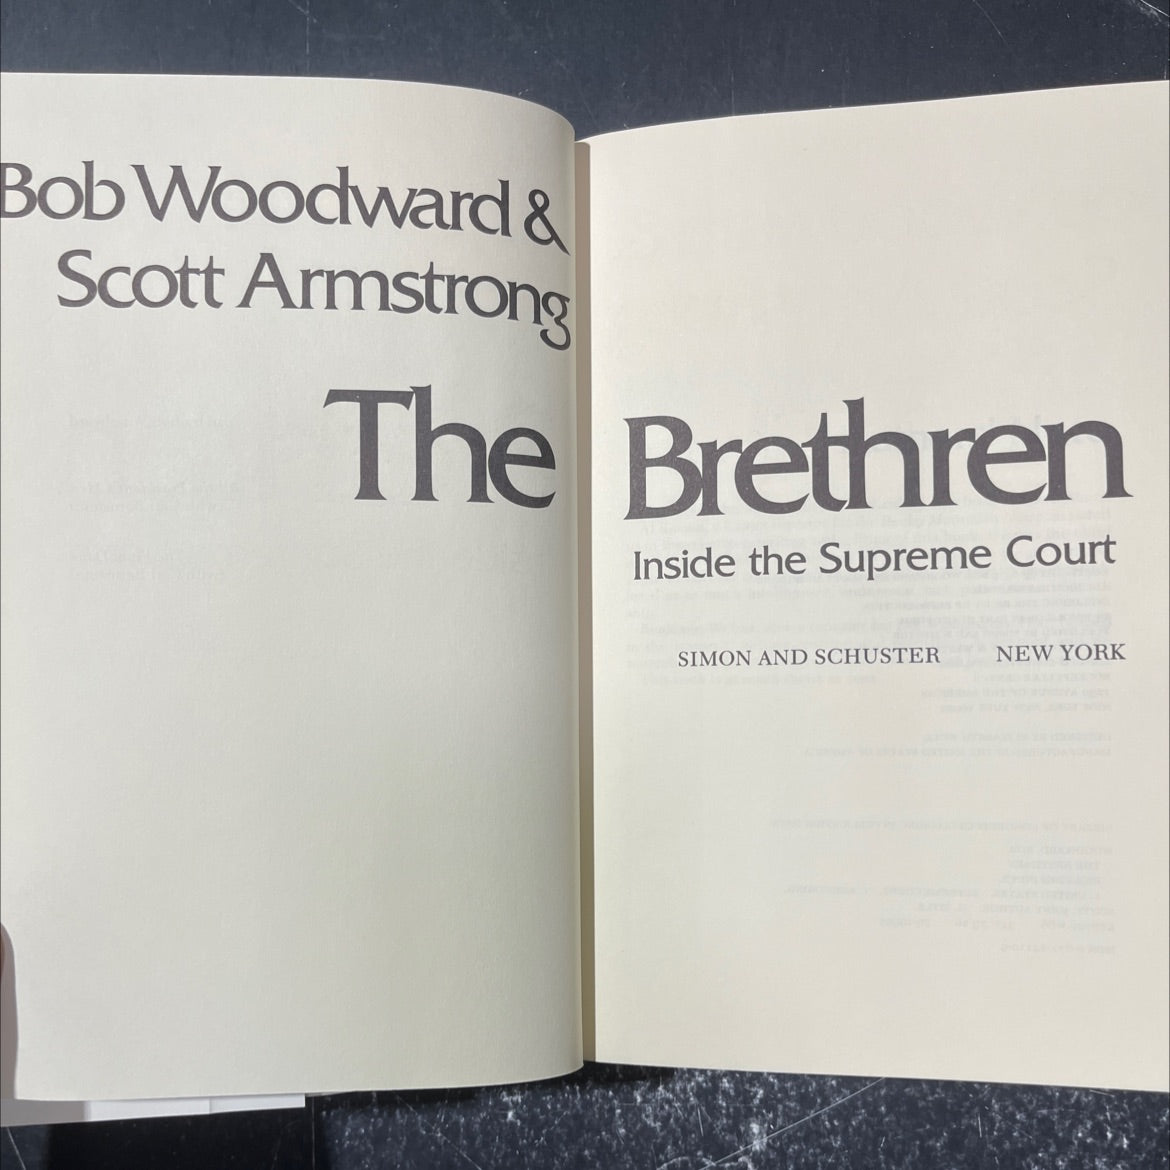 Bob Woodward &
Scott Armstrong
The Brethren
Inside the Supreme Court
SIMON AND SCHUSTER NEW YORK